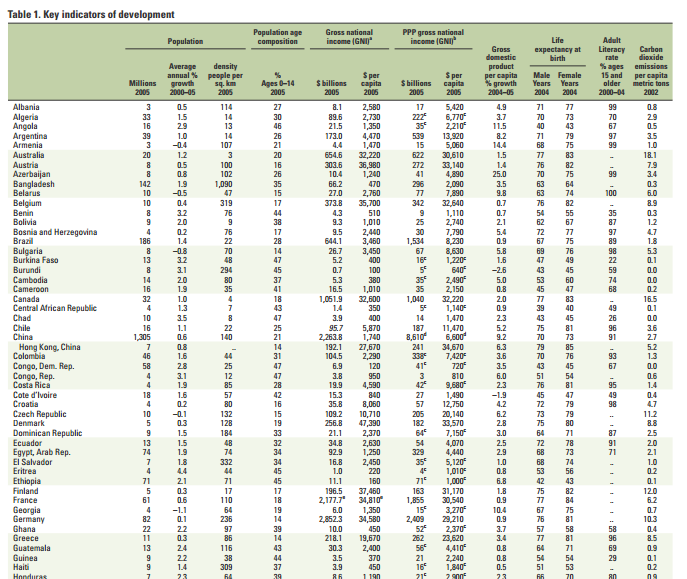 Table 1. Key indicators of development
Population age Gross national PPP gross national
Population composition income (GNI)a income (GNI)b Gross Life Adult
domestic expectancy at Literacy Carbon
product birth rate dioxide
Average density per capita % ages emissions
annual % people per % $ per $ per % growth Male Female 15 and per capita
Millions growth sq. km Ages 0–14 $ billions capita $ billions capita 2004–05 Years Years older metric tons
2005 2000–05 2005 2005 2005 2005 2005 2005 2004 2004 2000–04 2002
Albania 3 0.5 114 27 8.1 2,580 17 5,420 4.9 71 77 99 0.8
Algeria 33 1.5 14 30 89.6 2,730 222c 6,770c 3.7 70 73 70 2.9
Angola 16 2.9 13 46 21.5 1,350 35c 2,210c 11.5 40 43 67 0.5
Argentina 39 1.0 14 26 173.0 4,470 539 13,920 8.2 71 79 97 3.5
Armenia 3 –0.4 107 21 4.4 1,470 15 5,060 14.4 68 75 99 1.0
Australia 20 1.2 3 20 654.6 32,220 622 30,610 1.5 77 83 .. 18.1
Austria 8 0.5 100 16 303.6 36,980 272 33,140 1.4 76 82 .. 7.9
Azerbaijan 8 0.8 102 26 10.4 1,240 41 4,890 25.0 70 75 99 3.4
Bangladesh 142 1.9 1,090 35 66.2 470 296 2,090 3.5 63 64 .. 0.3
Belarus 10 –0.5 47 15 27.0 2,760 77 7,890 9.8 63 74 100 6.0
Belgium 10 0.4 319 17 373.8 35,700 342 32,640 0.7 76 82 .. 8.9
Benin 8 3.2 76 44 4.3 510 9 1,110 0.7 54 55 35 0.3
Bolivia 9 2.0 9 38 9.3 1,010 25 2,740 2.1 62 67 87 1.2
Bosnia and Herzegovina 4 0.2 76 17 9.5 2,440 30 7,790 5.4 72 77 97 4.7
Brazil 186 1.4 22 28 644.1 3,460 1,534 8,230 0.9 67 75 89 1.8
Bulgaria 8 –0.8 70 14 26.7 3,450 67 8,630 5.8 69 76 98 5.3
Burkina Faso 13 3.2 48 47 5.2 400 16c 1,220c 1.6 47 49 22 0.1
Burundi 8 3.1 294 45 0.7 100 5c 640c –2.6 43 45 59 0.0
Cambodia 14 2.0 80 37 5.3 380 35c 2,490c 5.0 53 60 74 0.0
Cameroon 16 1.9 35 41 16.5 1,010 35 2,150 0.8 45 47 68 0.2
Canada 32 1.0 4 18 1,051.9 32,600 1,040 32,220 2.0 77 83 .. 16.5
Central African Republic 4 1.3 7 43 1.4 350 5c 1,140c 0.9 39 40 49 0.1
Chad 10 3.5 8 47 3.9 400 14 1,470 2.3 43 45 26 0.0
Chile 16 1.1 22 25 95.7 5,870 187 11,470 5.2 75 81 96 3.6
China 1,305 0.6 140 21 2,263.8 1,740 8,610d 6,600d 9.2 70 73 91 2.7
Hong Kong, China 7 0.8 .. 14 192.1 27,670 241 34,670 6.3 79 85 .. 5.2
Colombia 46 1.6 44 31 104.5 2,290 338c 7,420c 3.6 70 76 93 1.3
Congo, Dem. Rep. 58 2.8 25 47 6.9 120 41c 720c 3.5 43 45 67 0.0
Congo, Rep. 4 3.1 12 47 3.8 950 3 810 6.0 51 54 .. 0.6
Costa Rica 4 1.9 85 28 19.9 4,590 42c 9,680c 2.3 76 81 95 1.4
Cote d'Ivoire 18 1.6 57 42 15.3 840 27 1,490 –1.9 45 47 49 0.4
Croatia 4 0.2 80 16 35.8 8,060 57 12,750 4.2 72 79 98 4.7
Czech Republic 10 –0.1 132 15 109.2 10,710 205 20,140 6.2 73 79 .. 11.2
Denmark 5 0.3 128 19 256.8 47,390 182 33,570 2.8 75 80 .. 8.8
Dominican Republic 9 1.5 184 33 21.1 2,370 64c 7,150c 3.0 64 71 87 2.5
Ecuador 13 1.5 48 32 34.8 2,630 54 4,070 2.5 72 78 91 2.0
Egypt, Arab Rep. 74 1.9 74 34 92.9 1,250 329 4,440 2.9 68 73 71 2.1
El Salvador 7 1.8 332 34 16.8 2,450 35c 5,120c 1.0 68 74 .. 1.0
Eritrea 4 4.4 44 45 1.0 220 4c 1,010c 0.8 53 56 .. 0.2
Ethiopia 71 2.1 71 45 11.1 160 71c 1,000c 6.8 42 43 .. 0.1
Finland 5 0.3 17 17 196.5 37,460 163 31,170 1.8 75 82 .. 12.0
France 61 0.6 110 18 2,177.7e 34,810e 1,855 30,540 0.9 77 84 .. 6.2
Georgia 4 –1.1 64 19 6.0 1,350 15c 3,270c 10.4 67 75 .. 0.7
Germany 82 0.1 236 14 2,852.3 34,580 2,409 29,210 0.9 76 81 .. 10.3
Ghana 22 2.2 97 39 10.0 450 52c 2,370c 3.7 57 58 58 0.4
Greece 11 0.3 86 14 218.1 19,670 262 23,620 3.4 77 81 96 8.5
Guatemala 13 2.4 116 43 30.3 2,400 56c 4,410c 0.8 64 71 69 0.9
Guinea 9 2.2 38 44 3.5 370 21 2,240 0.8 54 54 29 0.1
Haiti 9 1.4 309 37 3.9 450 16c 1,840c 0.5 51 53 .. 0.2
Honduras 7 2.3 64 39 8.6 1,190 21c 2,900c 2.3 66 70 80 0.9